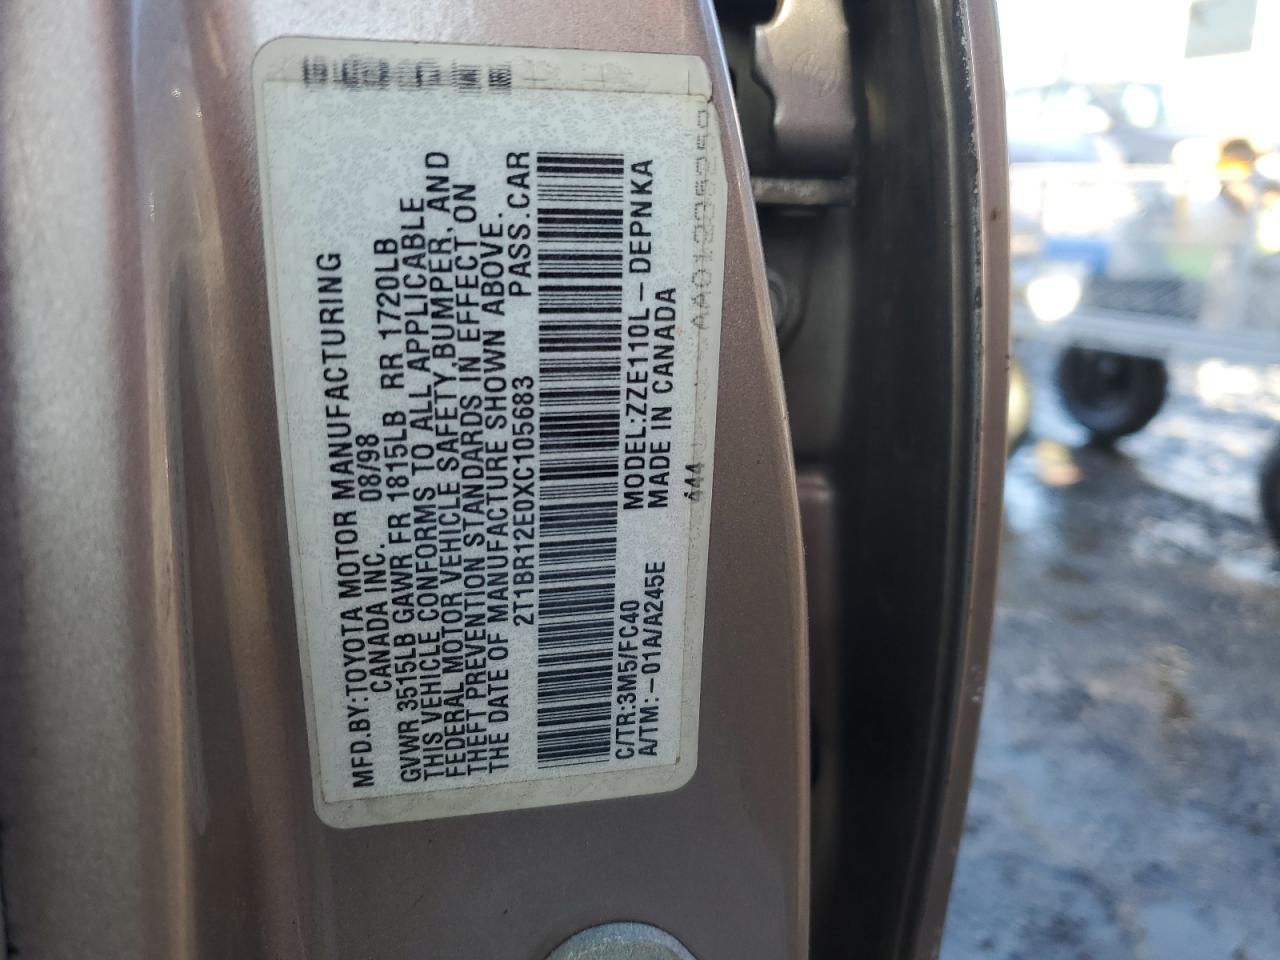 MFD.BY:TOYOTA MOTOR MANUFACTURING
CANADA INC. 08/98
GVWR 3515LB GAWR FR 1815LB RR 1720LB
THIS VEHICLE CONFORMS TO ALL APPLICABLE
FEDERAL MOTOR VEHICLE SAFETY,BUMPER, AND
THEFT PREVENTION STANDARDS IN EFFECT ON
THE DATE OF MANUFACTURE SHOWN ABOVE.
2T1BR12E0XC105683 PASS.CAR
C/TR:3M5/FC40 MODEL:ZZE110L-DEPNKA
A/TM:-01A/A245E MADE IN CANADA
444